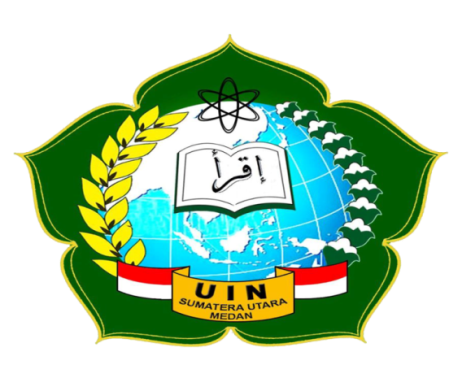 إقرأ
UIN
SUMATERA UTARA
MEDAN